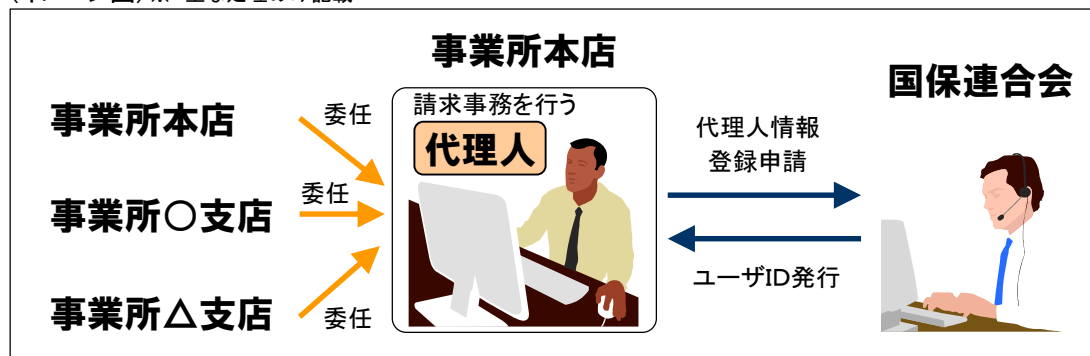 事業所本店
国保連合会
事業所本店
事業所○支店
事業所△支店
委任
委任
委任
請求事務を行う
代理人
代理人情報
登録申請
ユーザID発行